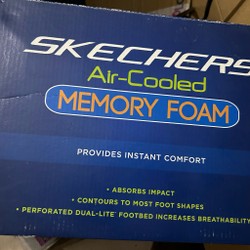 SKECHERS
Air-Cooled
MEMORY FOAM
PROVIDES INSTANT COMFORT
• ABSORBS IMPACT
• CONTOURS TO MOST FOOT SHAPES
• PERFORATED DUAL-LITE FOOTBED INCREASES BREATHABILITY